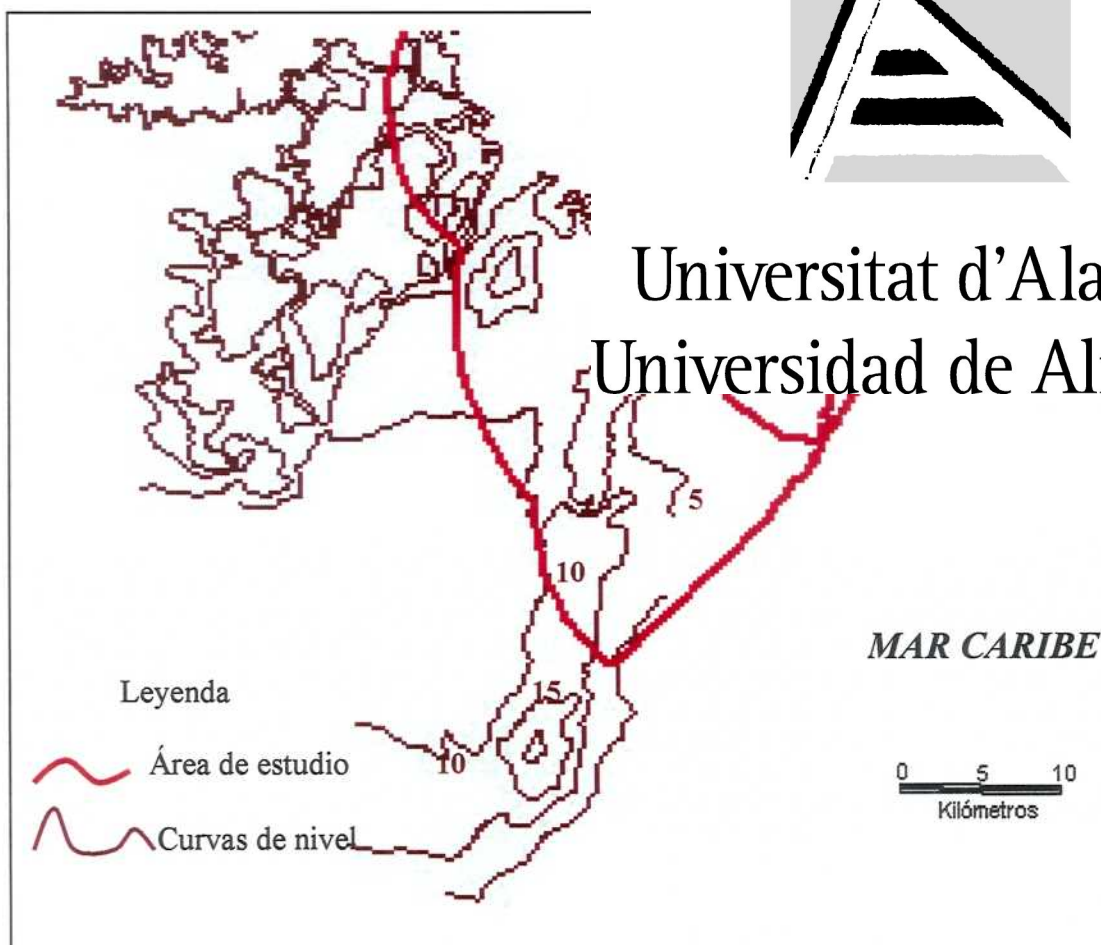 Universitat d'Ala
Universidad de Al
5
10
MAR CARIBE
15
10
Leyenda
Área de estudio
Curvas de nivel
0 5 10
Kilómetros